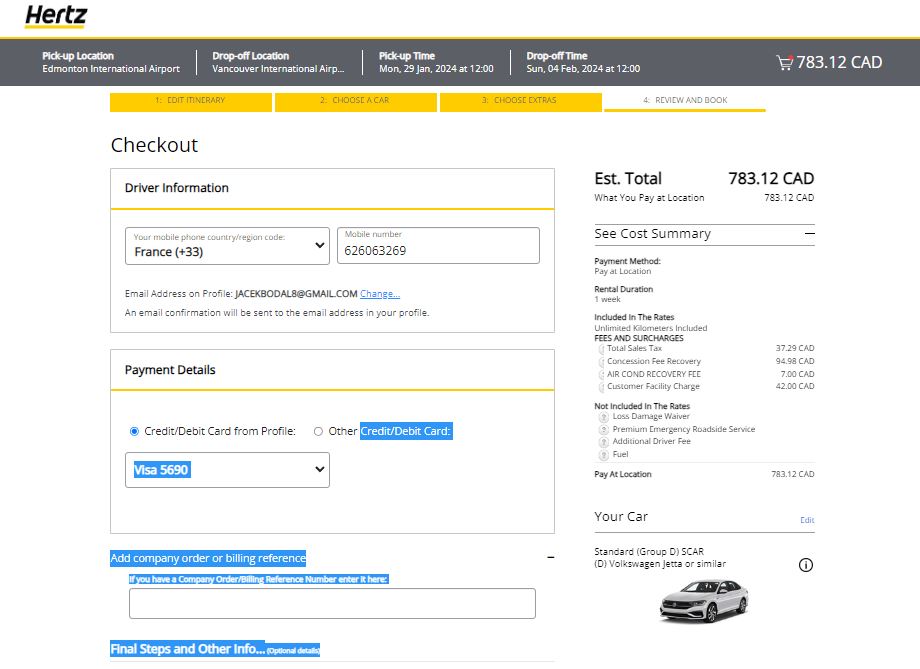 Hertz
Pick-up Location
Edmonton International Airport
Drop-off Location
Vancouver International Airp...
Pick-up Time
Mon, 29 Jan, 2024 at 12:00
Drop-off Time
Sun, 04 Feb, 2024 at 12:00
783.12 CAD
1: EDIT ITINERARY
2: CHOOSE A CAR
3: CHOOSE EXTRAS
4: REVIEW AND BOOK
Checkout
Driver Information
Your mobile phone country/region code:
France (+33)
Mobile number
626063269
Email Address on Profile: JACEKBODAL8@GMAIL.COM Change...
An email confirmation will be sent to the email address in your profile.
Payment Details
Credit/Debit Card from Profile:
Other Credit/Debit Card:
Visa 5690
Add company order or billing reference
If you have a Company Order/Billing Reference Number enter it here:
Final Steps and Other Info... (Optional details)
Est. Total 783.12 CAD
What You Pay at Location 783.12 CAD
See Cost Summary
Payment Method:
Pay at Location
Rental Duration
1 week
Included In The Rates
Unlimited Kilometers Included
FEES AND SURCHARGES
Total Sales Tax 37.29 CAD
Concession Fee Recovery 94.98 CAD
AIR COND RECOVERY FEE 7.00 CAD
Customer Facility Charge 42.00 CAD
Not Included In The Rates
? Loss Damage Waiver
? Premium Emergency Roadside Service
? Additional Driver Fee
? Fuel
Pay At Location 783.12 CAD
Your Car Edit
Standard (Group D) SCAR
(D) Volkswagen Jetta or similar